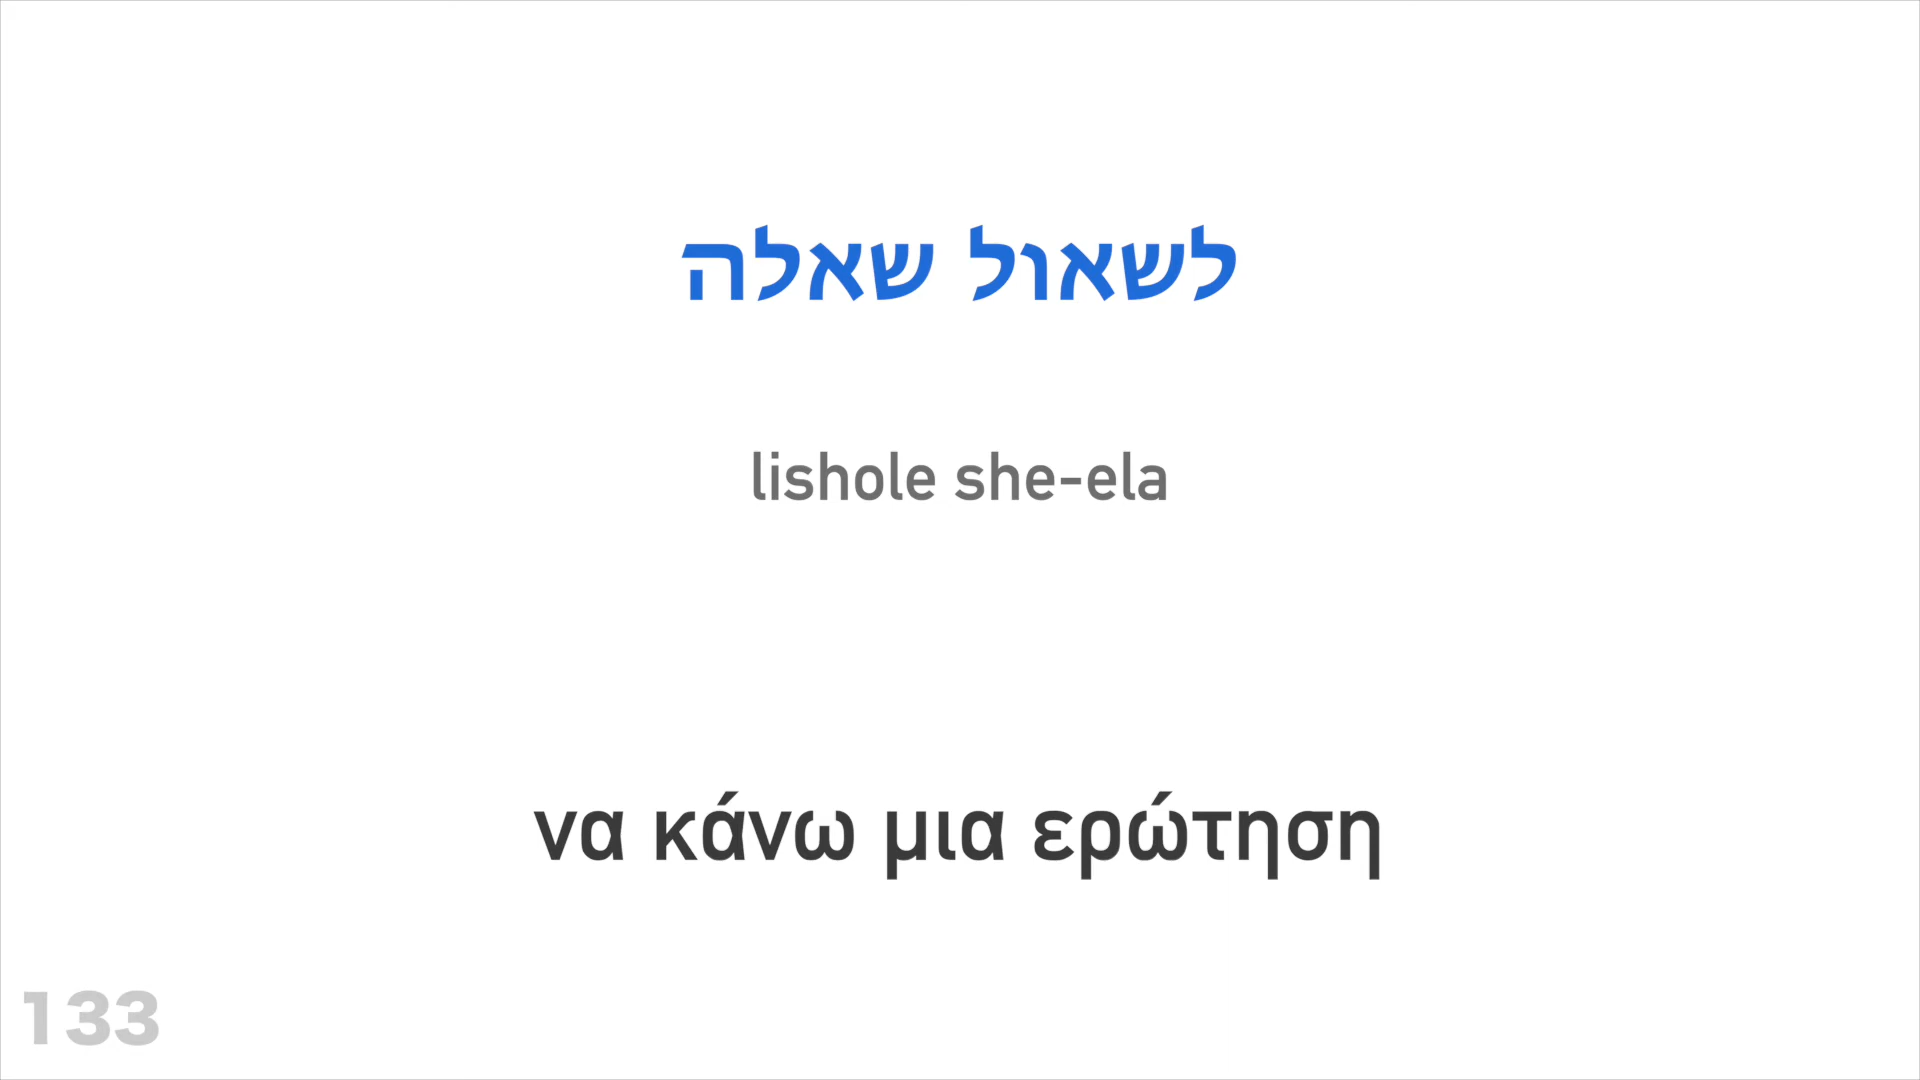 לשאול שאלה
lishole she-ela
να κάνω μια ερώτηση
133